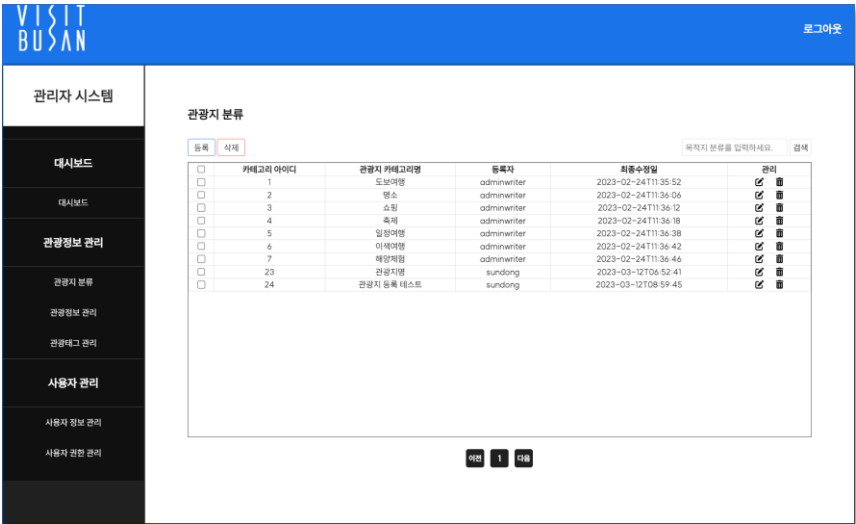 VISIT
BUSAN
로그아웃
관리자 시스템
대시보드
대시보드
관광정보 관리
관광지 분류
관광정보 관리
관광태그 관리
사용자 관리
사용자 정보 관리
사용자 권한 관리
관광지 분류
등록 삭제 목적지 분류를 입력하세요. 검색
카테고리 아이디 관광지 카테고리명 등록자 최종수정일 관리
1 도보여행 adminwriter 2023-02-24T11:35:52
2 명소 adminwriter 2023-02-24T11:36:06
3 쇼핑 adminwriter 2023-02-24T11:36:12
4 축제 adminwriter 2023-02-24T11:36:18
5 일정여행 adminwriter 2023-02-24T11:36:38
6 이색여행 adminwriter 2023-02-24T11:36:42
7 해양체험 adminwriter 2023-02-24T11:36:46
23 관광지명 sundong 2023-03-12T06:52:41
24 관광지 등록 테스트 sundong 2023-03-12T08:59:45
이전 1 다음